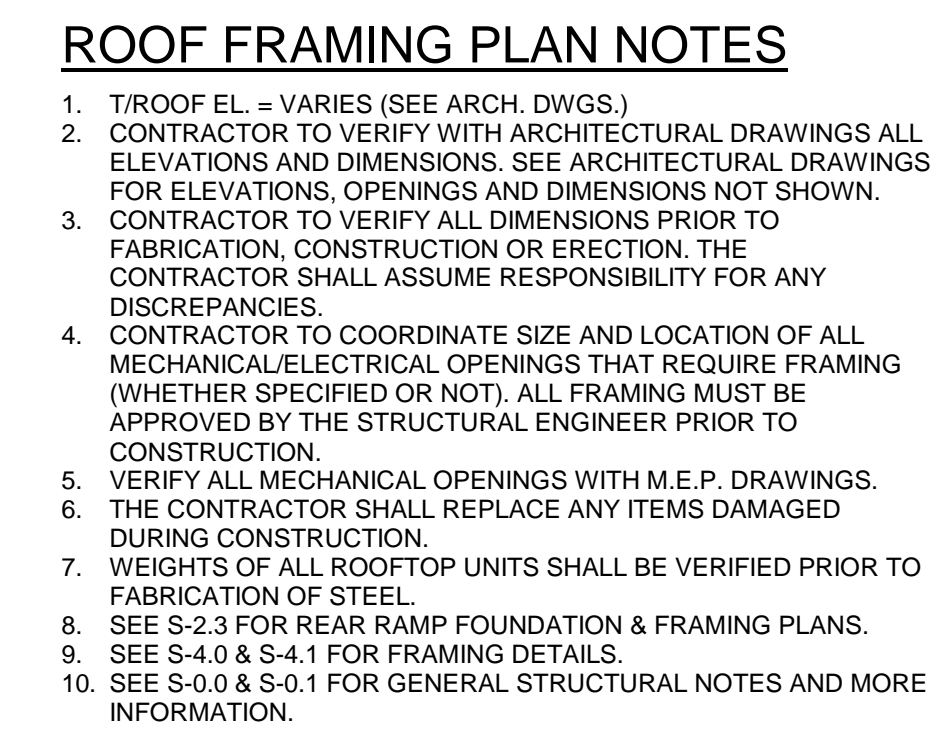 ROOF FRAMING PLAN NOTES
1. T/ROOF EL. = VARIES (SEE ARCH. DWGS.)
2. CONTRACTOR TO VERIFY WITH ARCHITECTURAL DRAWINGS ALL
ELEVATIONS AND DIMENSIONS. SEE ARCHITECTURAL DRAWINGS
FOR ELEVATIONS, OPENINGS AND DIMENSIONS NOT SHOWN.
3. CONTRACTOR TO VERIFY ALL DIMENSIONS PRIOR TO
FABRICATION, CONSTRUCTION OR ERECTION. THE
CONTRACTOR SHALL ASSUME RESPONSIBILITY FOR ANY
DISCREPANCIES.
4. CONTRACTOR TO COORDINATE SIZE AND LOCATION OF ALL
MECHANICAL/ELECTRICAL OPENINGS THAT REQUIRE FRAMING
(WHETHER SPECIFIED OR NOT). ALL FRAMING MUST BE
APPROVED BY THE STRUCTURAL ENGINEER PRIOR TO
CONSTRUCTION.
5. VERIFY ALL MECHANICAL OPENINGS WITH M.E.P. DRAWINGS.
6. THE CONTRACTOR SHALL REPLACE ANY ITEMS DAMAGED
DURING CONSTRUCTION.
7. WEIGHTS OF ALL ROOFTOP UNITS SHALL BE VERIFIED PRIOR TO
FABRICATION OF STEEL.
8. SEE S-2.3 FOR REAR RAMP FOUNDATION & FRAMING PLANS.
9. SEE S-4.0 & S-4.1 FOR FRAMING DETAILS.
10. SEE S-0.0 & S-0.1 FOR GENERAL STRUCTURAL NOTES AND MORE
INFORMATION.